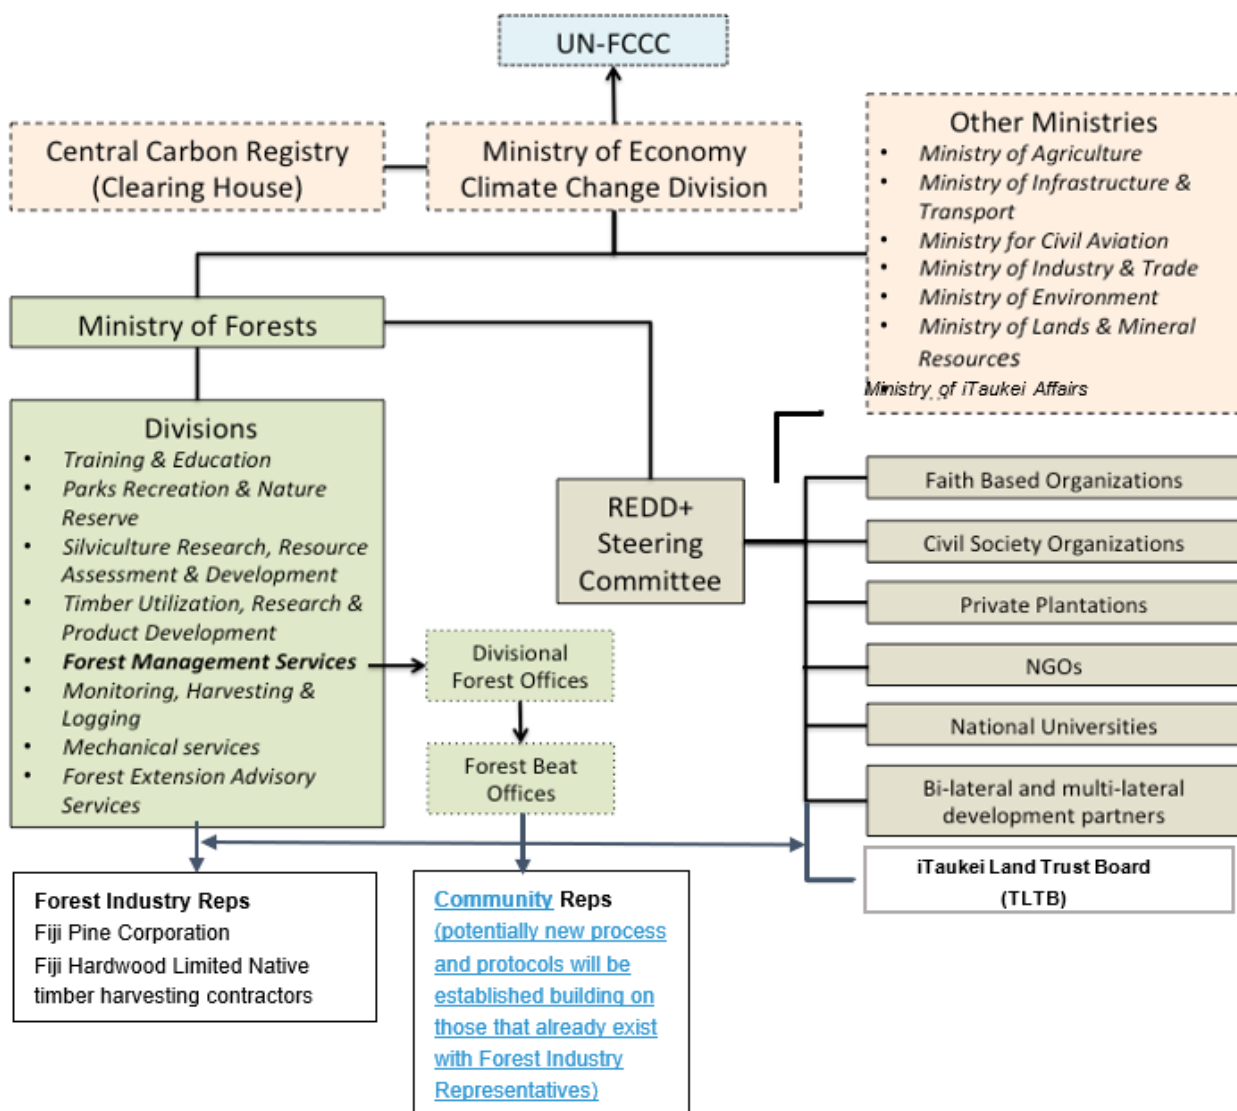 UN-FCCC
Central Carbon Registry
(Clearing House)
Ministry of Economy
Climate Change Division
Other Ministries
• Ministry of Agriculture
• Ministry of Infrastructure &
Transport
• Ministry for Civil Aviation
• Ministry of Industry & Trade
• Ministry of Environment
• Ministry of Lands & Mineral
Resources
Ministry of iTaukei Affairs
Ministry of Forests
Divisions
• Training & Education
• Parks Recreation & Nature
Reserve
• Silviculture Research, Resource
Assessment & Development
• Timber Utilization, Research &
Product Development
• Forest Management Services
• Monitoring, Harvesting &
Logging
• Mechanical services
• Forest Extension Advisory
Services
Divisional
Forest Offices
Forest Beat
Offices
REDD+
Steering
Committee
Faith Based Organizations
Civil Society Organizations
Private Plantations
NGOs
National Universities
Bi-lateral and multi-lateral
development partners
iTaukei Land Trust Board
(TLTB)
Forest Industry Reps
Fiji Pine Corporation
Fiji Hardwood Limited Native
timber harvesting contractors
Community Reps
(potentially new process
and protocols will be
established building on
those that already exist
with Forest Industry
Representatives)